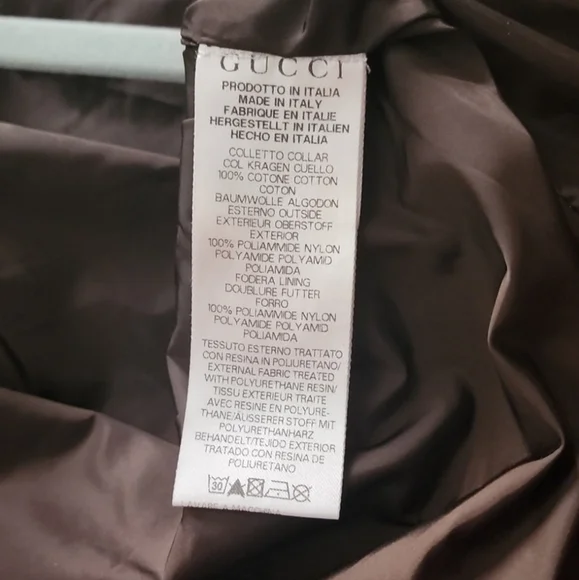 GUCCI
PRODOTTO IN ITALIA
MADE IN ITALY
FABRIQUE EN ITALIE
HERGESTELLT IN ITALIEN
HECHO EN ITALIA
COLLETTO COLLAR
COL KRAGEN CUELLO
100% COTONE COTTON
COTON
BAUMWOLLE ALGODON
ESTERNO OUTSIDE
EXTERIEUR OBERSTOFF
EXTERIOR
100% POLIAMMIDE NYLON
POLYAMIDE POLYAMID
POLIAMIDA
FODERA LINING
DOUBLURE FUTTER
FORRO
100% POLIAMMIDE NYLON
POLYAMIDE POLYAMID
POLIAMIDA
TESSUTO ESTERNO TRATTATO
CON RESINA IN POLIURETANO/
EXTERNAL FABRIC TREATED
WITH POLYURETHANE RESIN/
TISSU EXTERIEUR TRAITE
AVEC RESINE EN POLYURE-
THANE/ÄUSSERER STOFF MIT
POLYURETHANHARZ
BEHANDELT/TEJIDO EXTERIOR
TRATADO CON RESINA DE
POLIURETANO
30